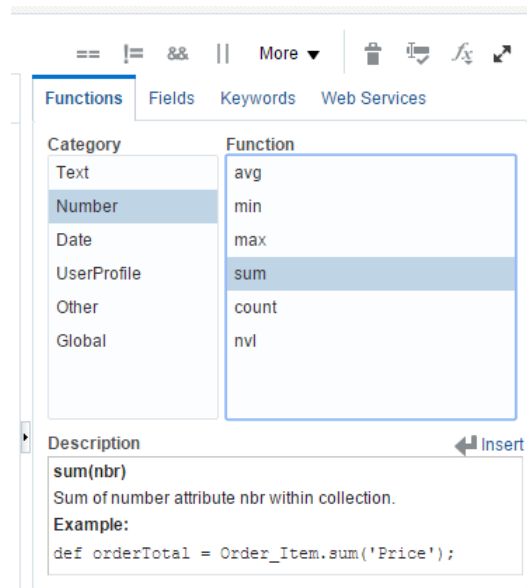 == != && || More ▼
Functions Fields Keywords Web Services
Category Function
Text avg
Number min
Date max
UserProfile sum
Other count
Global nvl
Description Insert
sum(nbr)
Sum of number attribute nbr within collection.
Example:
def orderTotal = Order_Item.sum('Price');